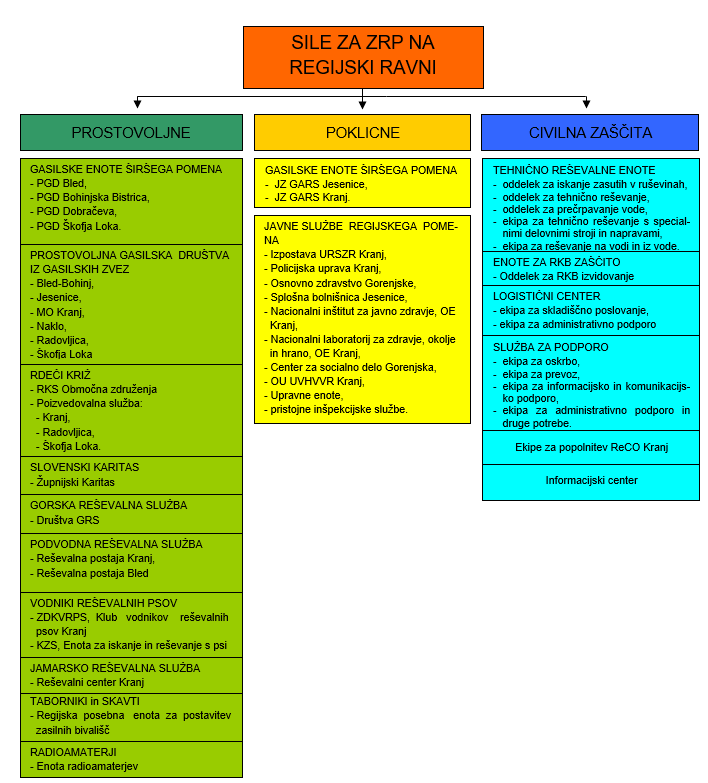 SILE ZA ZRP NA
REGIJSKI RAVNI
PROSTOVOLJNE
GASILSKE ENOTE ŠIRŠEGA POMENA
- PGD Bled,
- PGD Bohinjska Bistrica,
- PGD Dobračeva,
- PGD Škofja Loka.
PROSTOVOLJNA GASILSKA DRUŠTVA
IZ GASILSKIH ZVEZ
- Bled-Bohinj,
- Jesenice,
- MO Kranj,
- Naklo,
- Radovljica,
- Škofja Loka
RDEČI KRIŽ
- RKS Območna združenja
- Poizvedovalna služba:
- Kranj,
- Radovljica,
- Škofja Loka.
SLOVENSKI KARITAS
- Župnijski Karitas
GORSKA REŠEVALNA SLUŽBA
- Društva GRS
PODVODNA REŠEVALNA SLUŽBA
- Reševalna postaja Kranj,
- Reševalna postaja Bled
VODNIKI REŠEVALNIH PSOV
- ZDKVRPS, Klub vodnikov reševalnih
psov Kranj
- KZS, Enota za iskanje in reševanje s psi
JAMARSKO REŠEVALNA SLUŽBA
- Reševalni center Kranj
TABORNIKI in SKAVTI
- Regijska posebna enota za postavitev
zasilnih bivališč
RADIOAMATERJI
- Enota radioamaterjev
POKLICNE
GASILSKE ENOTE ŠIRŠEGA POMENA
- JZ GARS Jesenice,
- JZ GARS Kranj.
JAVNE SLUŽBE REGIJSKEGA POME-
NA
- Izpostava URSZR Kranj,
- Policijska uprava Kranj,
- Osnovno zdravstvo Gorenjske,
- Splošna bolnišnica Jesenice,
- Nacionalni inštitut za javno zdravje, OE
Kranj,
- Nacionalni laboratorij za zdravje, okolje
in hrano, OE Kranj,
- Center za socialno delo Gorenjska,
- OU UVHVVR Kranj,
- Upravne enote,
- pristojne inšpekcijske službe.
CIVILNA ZAŠČITA
TEHNIČNO REŠEVALNE ENOTE
- oddelek za iskanje zasutih v ruševinah,
- oddelek za tehnično reševanje,
- oddelek za prečrpavanje vode,
- ekipa za tehnično reševanje s special-
nimi delovnimi stroji in napravami,
- ekipa za reševanje na vodi in iz vode.
ENOTE ZA RKB ZAŠČITO
- Oddelek za RKB izvidovanje
LOGISTIČNI CENTER
- ekipa za skladiščno poslovanje,
- ekipa za administrativno podporo
SLUŽBA ZA PODPORO
- ekipa za oskrbo,
- ekipa za prevoz,
- ekipa za informacijsko in komunikacijs-
ko podporo,
- ekipa za administrativno podporo in
druge potrebe.
Ekipe za popolnitev ReCO Kranj
Informacijski center